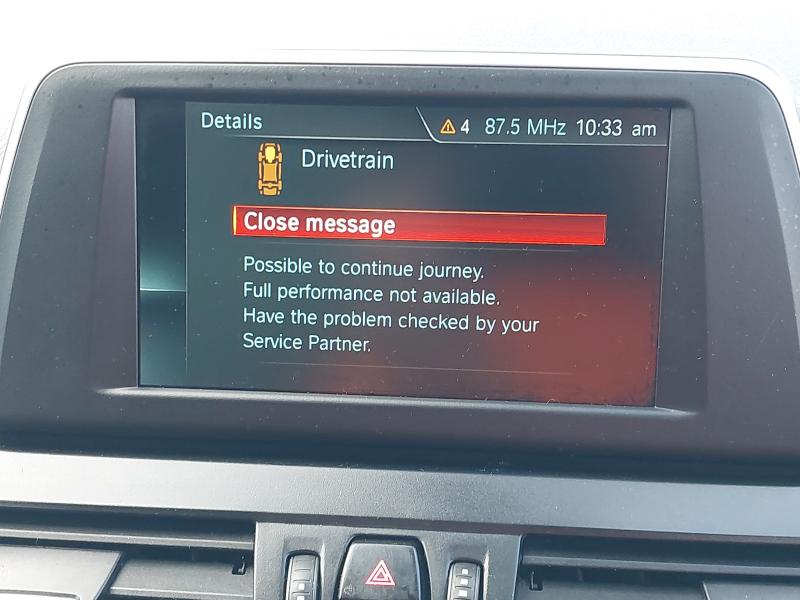 Details 4 87.5 MHz 10:33 am
Drivetrain
Close message
Possible to continue journey.
Full performance not available.
Have the problem checked by your
Service Partner.